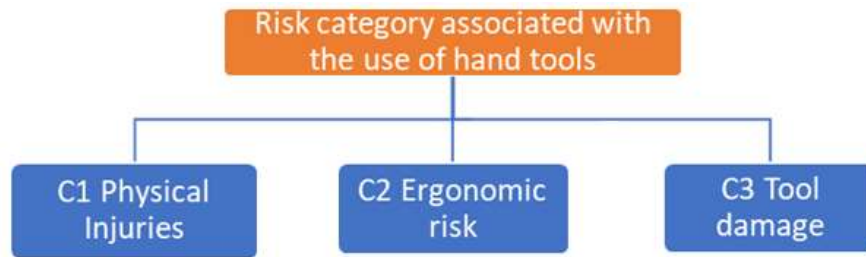 Risk category associated with
the use of hand tools
C1 Physical
Injuries
C2 Ergonomic
risk
C3 Tool
damage